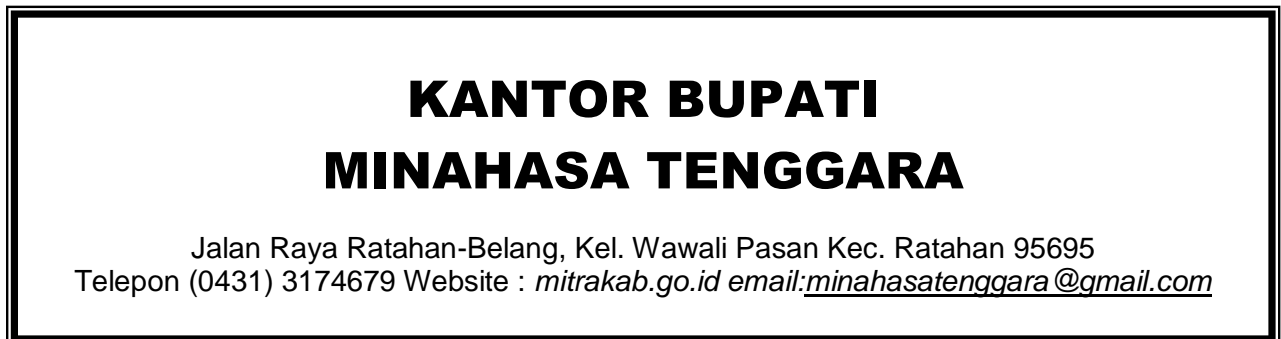 KANTOR BUPATI
MINAHASA TENGGARA
Jalan Raya Ratahan-Belang, Kel. Wawali Pasan Kec. Ratahan 95695
Telepon (0431) 3174679 Website : mitrakab.go.id email:minahasatenggara@gmail.com